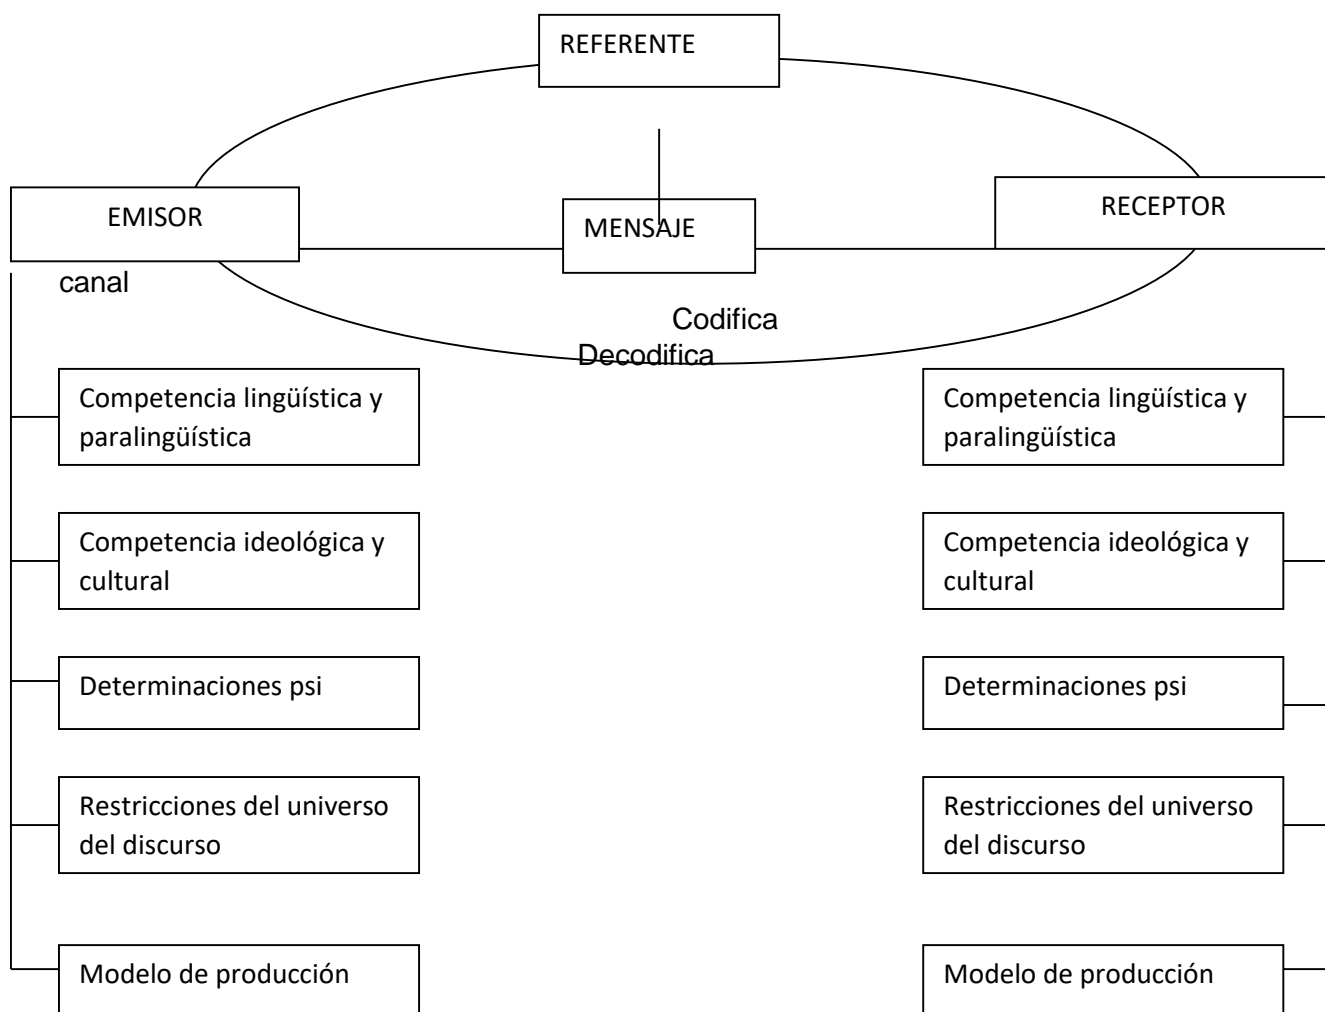 REFERENTE
EMISOR
MENSAJE
RECEPTOR
canal
Codifica
Decodifica
Competencia lingüística y
paralingüística
Competencia lingüística y
paralingüística
Competencia ideológica y
cultural
Competencia ideológica y
cultural
Determinaciones psi
Determinaciones psi
Restricciones del universo
del discurso
Restricciones del universo
del discurso
Modelo de producción
Modelo de producción